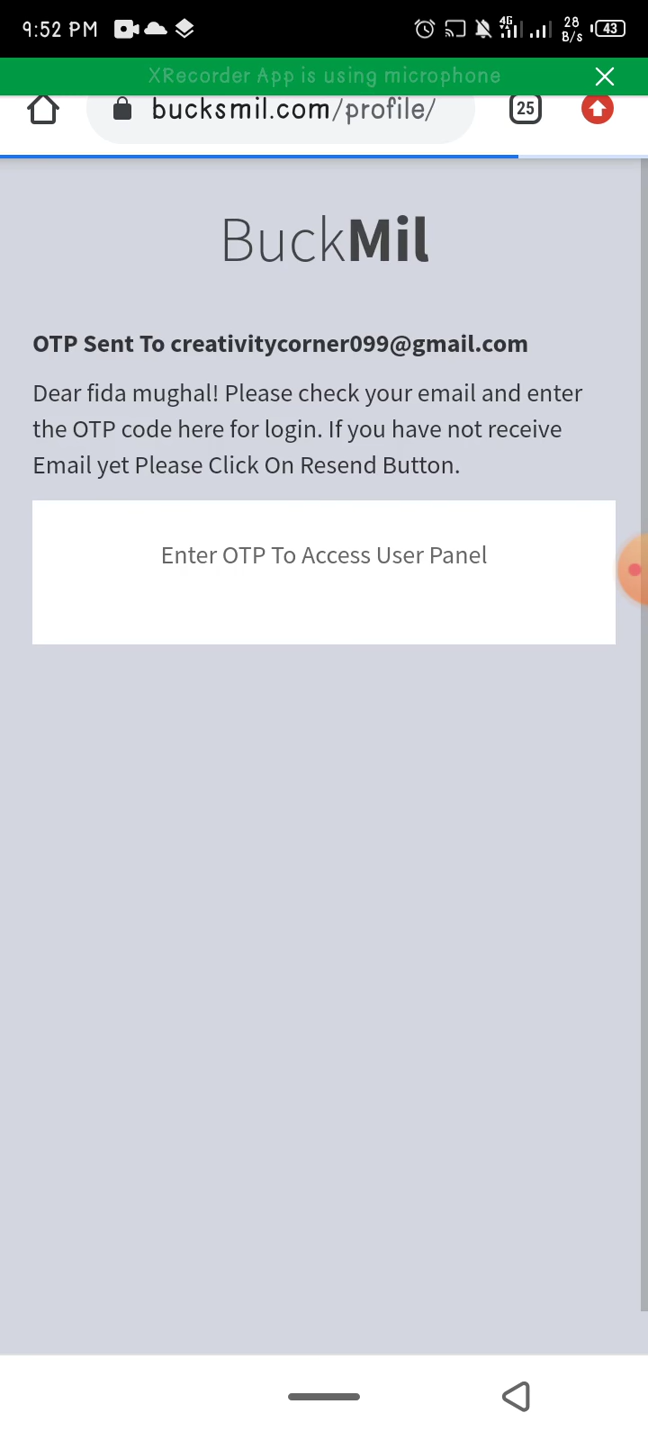 9:52 PM 4G 28 B/s 43
XRecorder App is using microphone
bucksmil.com/profile/ 25
BuckMil
OTP Sent To creativitycorner099@gmail.com
Dear fida mughal! Please check your email and enter
the OTP code here for login. If you have not receive
Email yet Please Click On Resend Button.
Enter OTP To Access User Panel